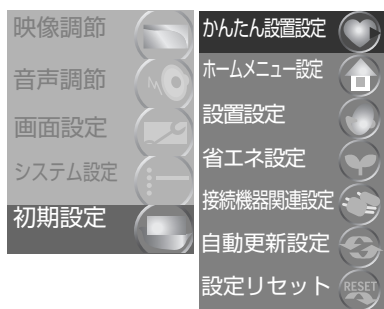 映像調節
音声調節
画面設定
システム設定
初期設定
かんたん設置設定
ホームメニュー設定
設置設定
省エネ設定
接続機器関連設定
自動更新設定
設定リセット
RESET